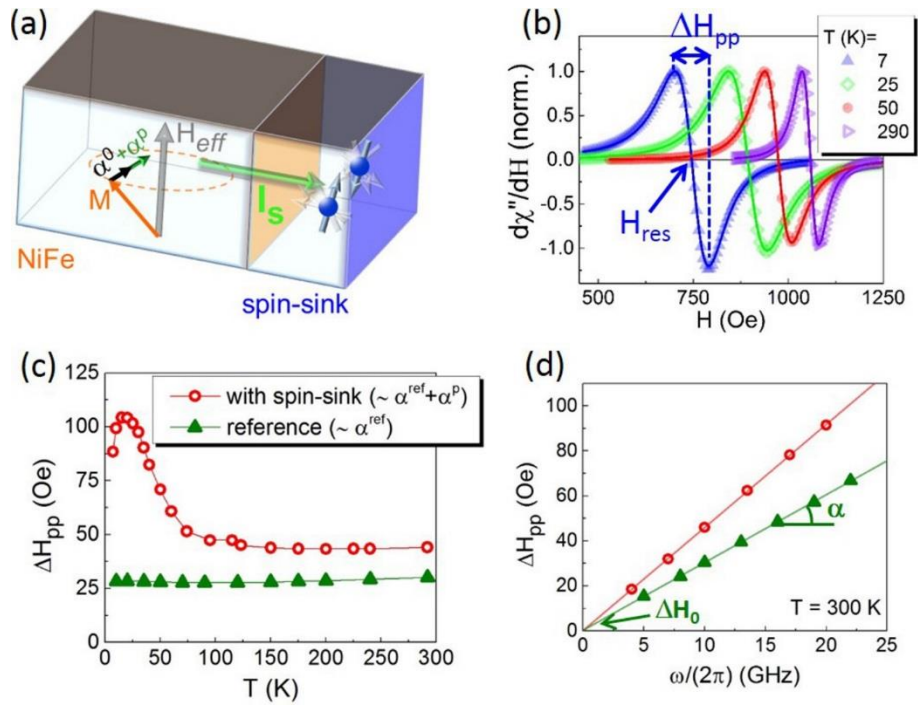 (a)
α⁰+αᵖ
H_eff
M
I_s
NiFe
spin-sink
(b)
ΔH_pp
T (K)=
7
25
50
290
1.0
0.5
0.0
-0.5
-1.0
dχ"/dH (norm.)
H_res
500 750 1000 1250
H (Oe)
(c)
125
100
75
50
25
0
ΔH_pp (Oe)
with spin-sink (~ α^ref+α^p)
reference (~ α^ref)
0 50 100 150 200 250 300
T (K)
(d)
100
80
60
40
20
0
ΔH_pp (Oe)
α
ΔH₀
T = 300 K
0 5 10 15 20 25
ω/(2π) (GHz)